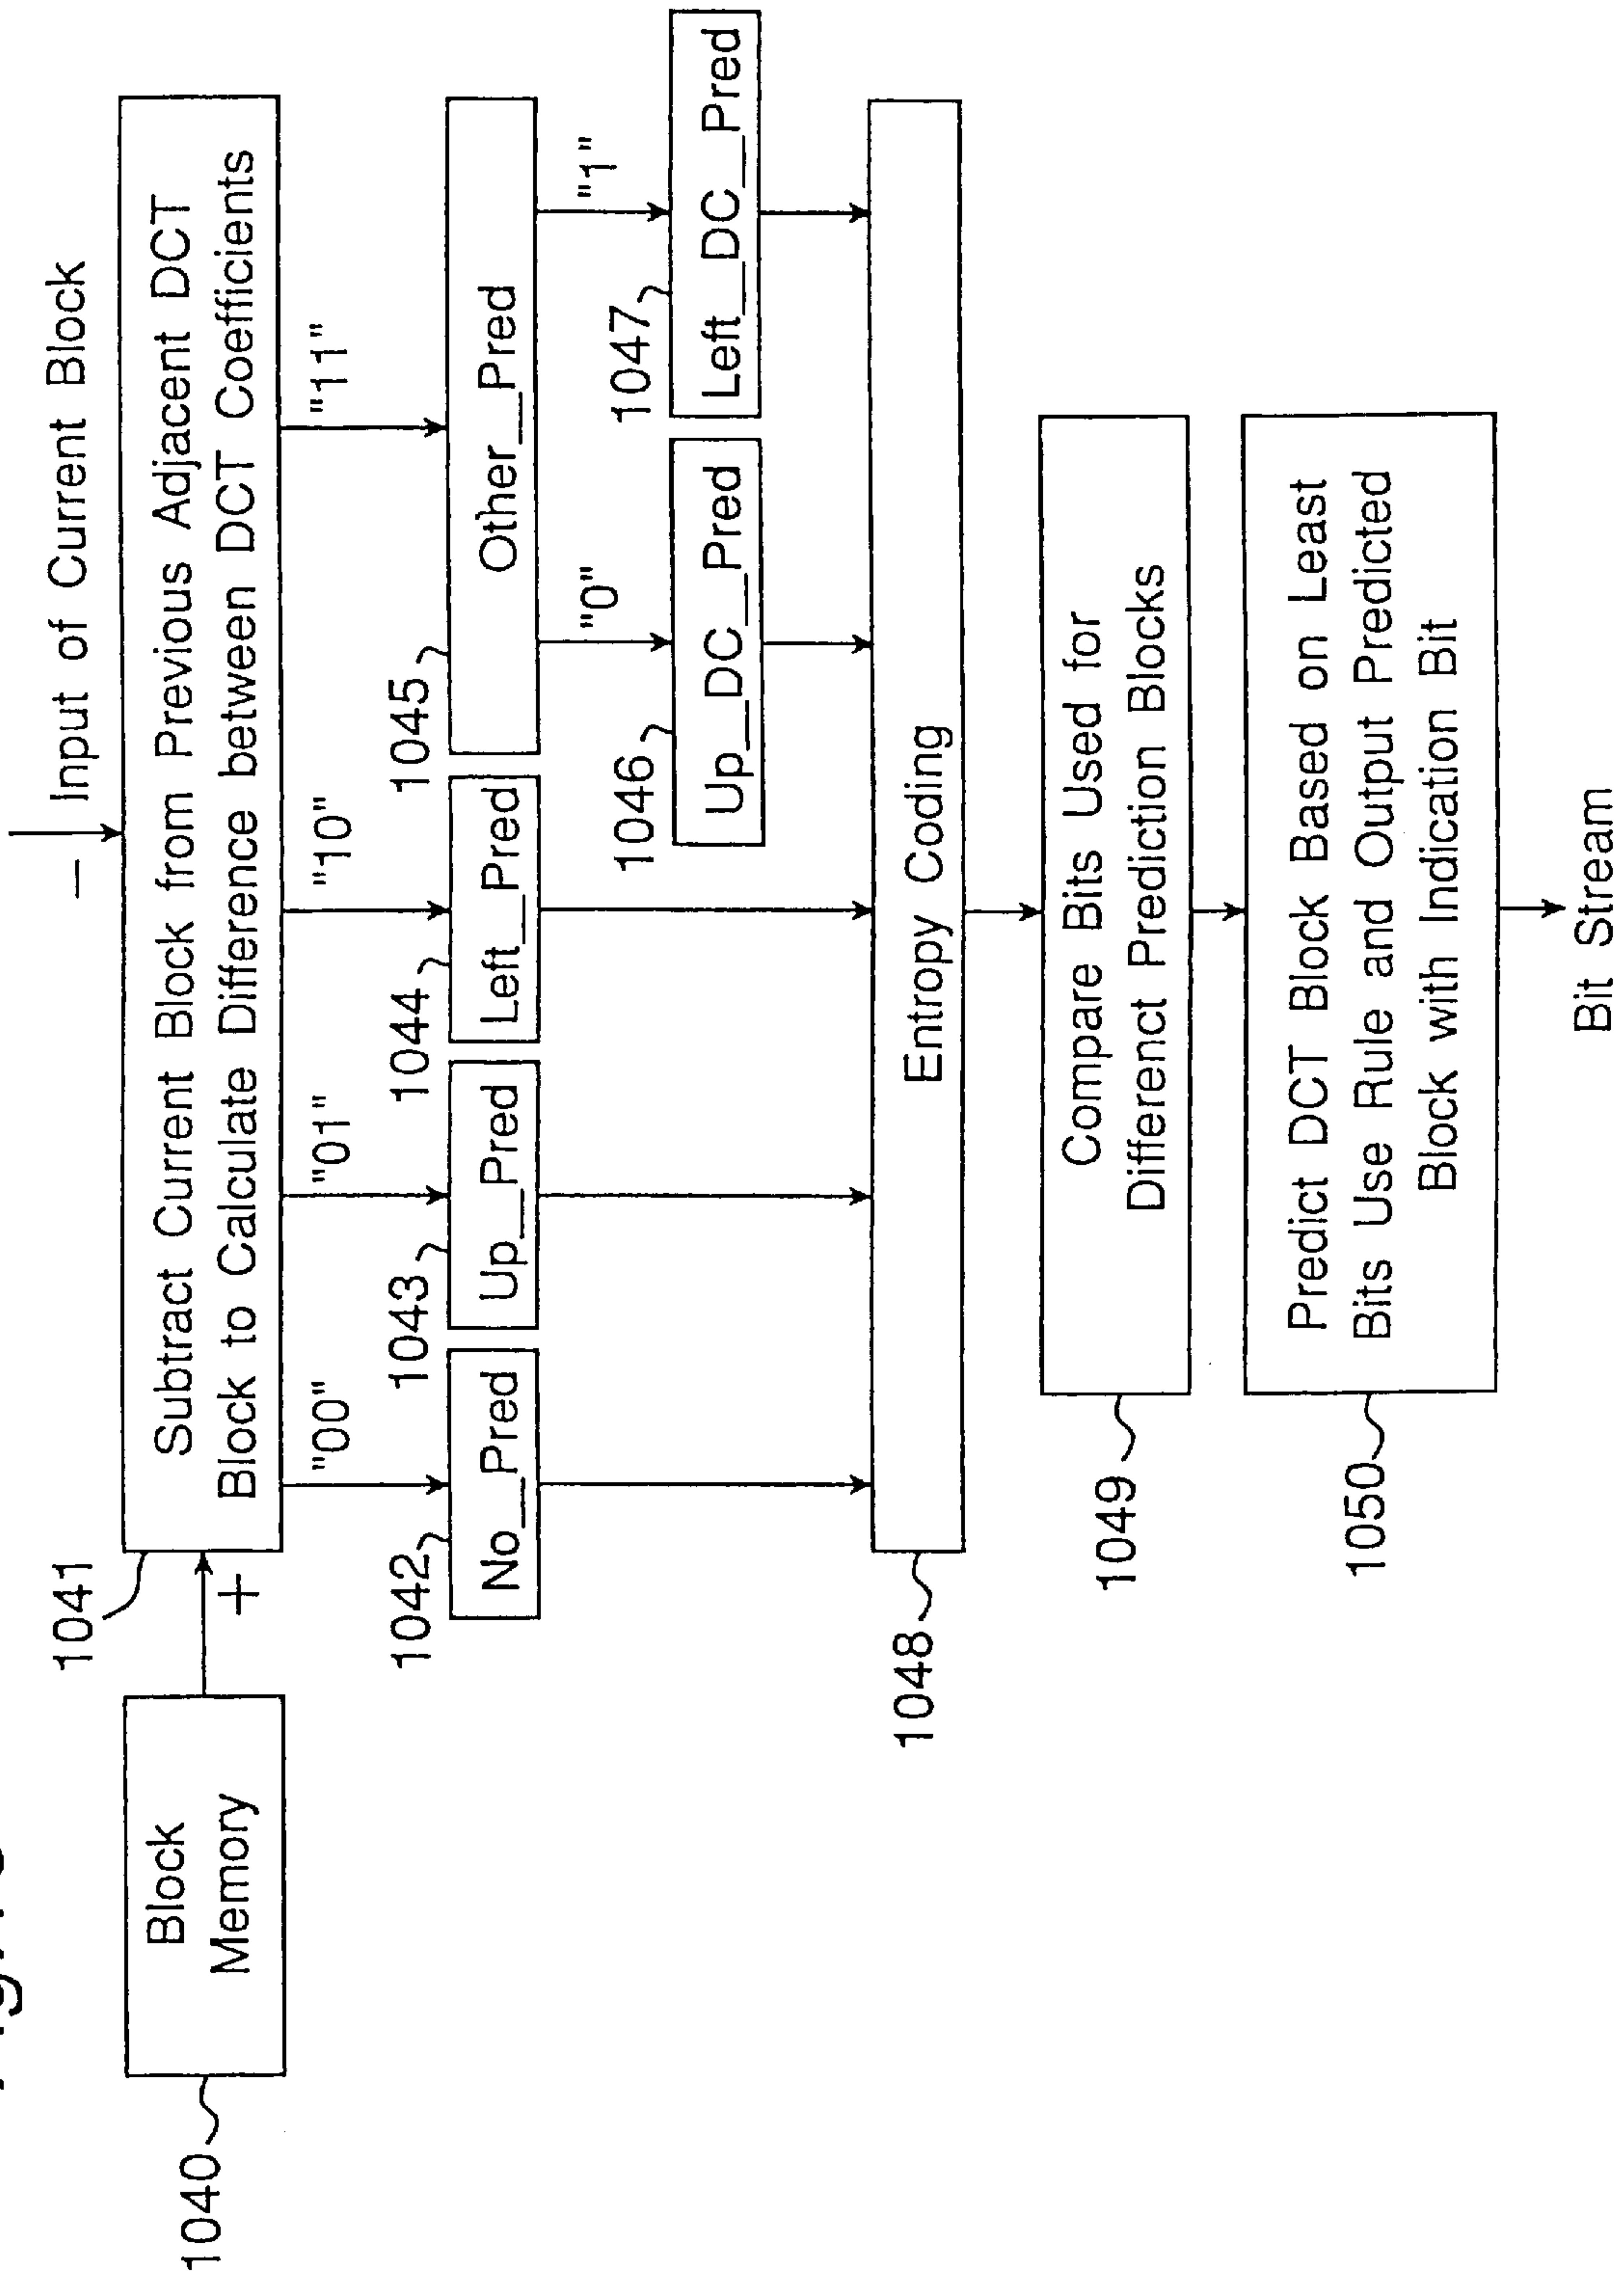 – Input of Current Block
1041
Subtract Current Block from Previous Adjacent DCT
Block to Calculate Difference between DCT Coefficients
Block
Memory
+
1040
"00"
"01"
"10"
"11"
1042
No_Pred
1043
Up_Pred
1044
Left_Pred
1045
Other_Pred
"0"
"1"
1046
Up_DC_Pred
1047
Left_DC_Pred
1048
Entropy Coding
1049
Compare Bits Used for
Differenct Prediction Blocks
1050
Predict DCT Block Based on Least
Bits Use Rule and Output Predicted
Block with Indication Bit
Bit Stream